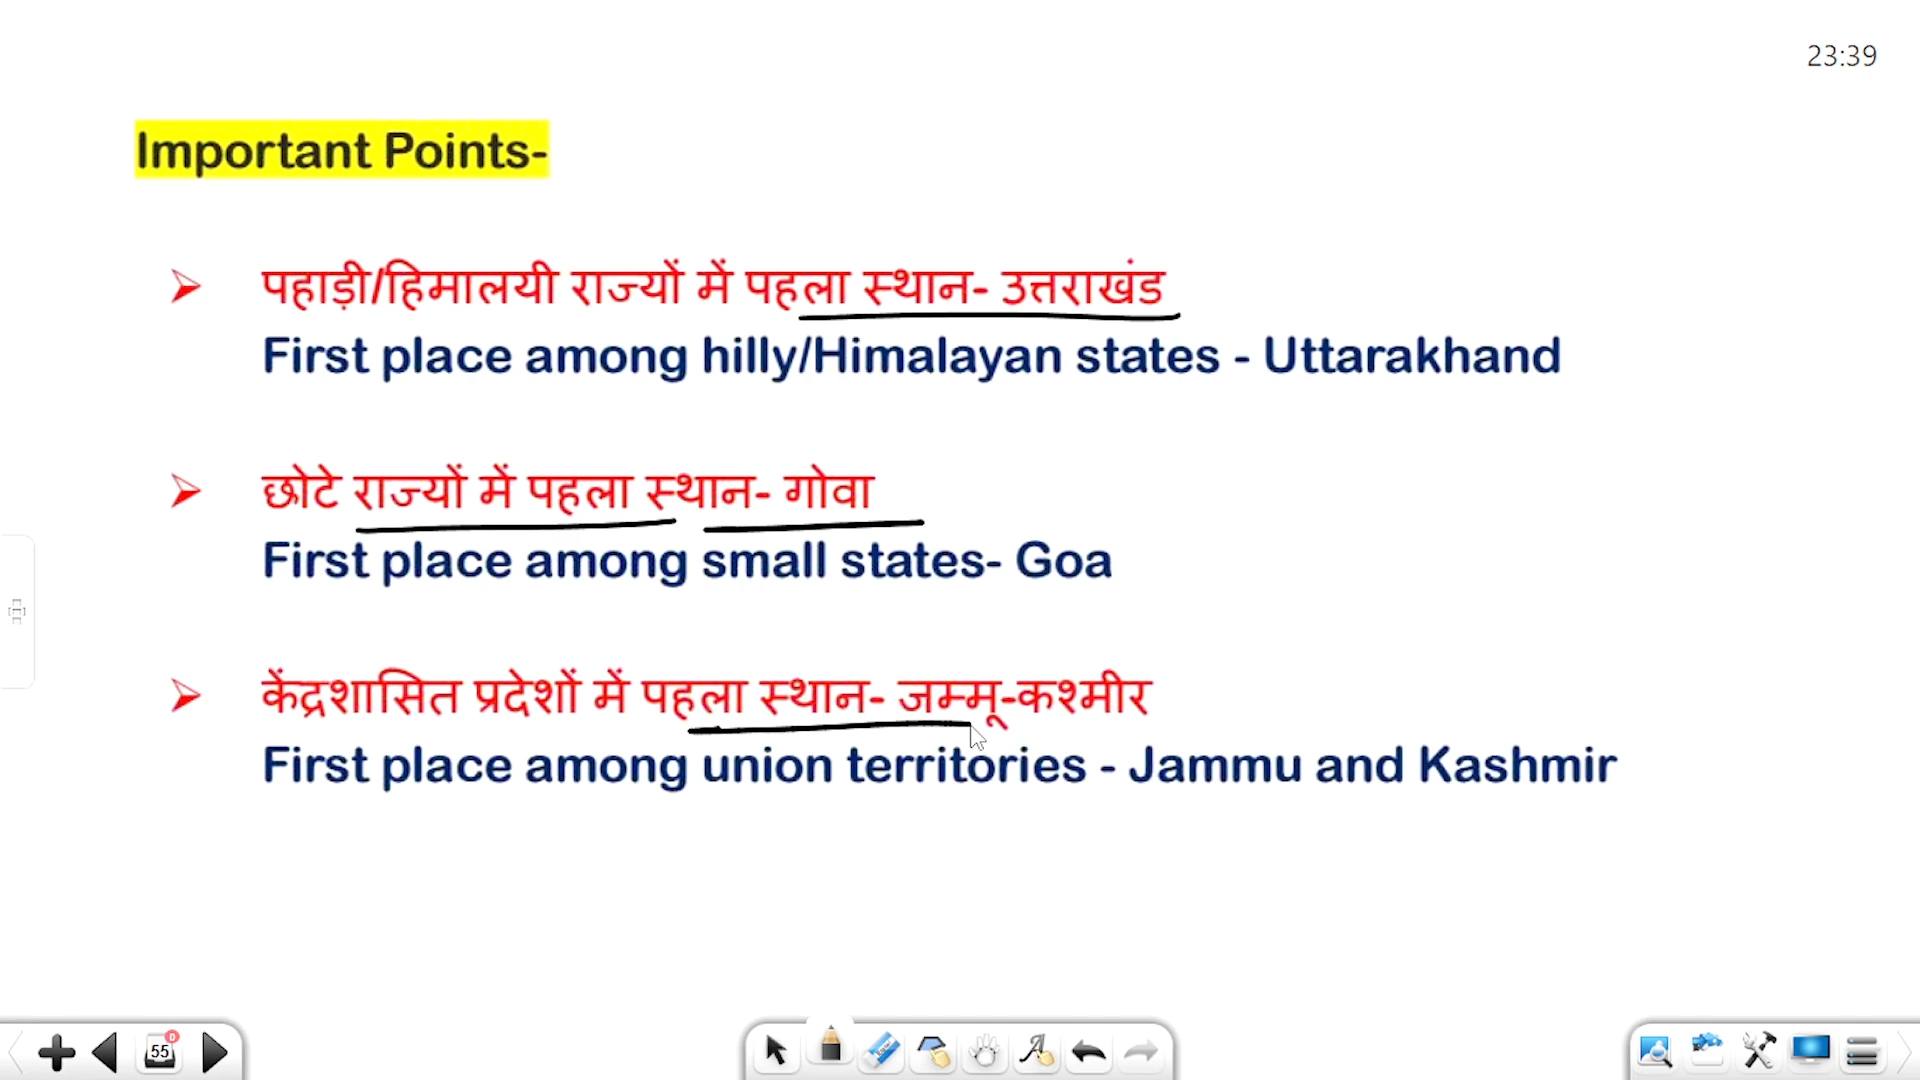 23:39
Important Points-
पहाड़ी/हिमालयी राज्यों में पहला स्थान- उत्तराखंड
First place among hilly/Himalayan states - Uttarakhand
छोटे राज्यों में पहला स्थान- गोवा
First place among small states- Goa
केंद्रशासित प्रदेशों में पहला स्थान- जम्मू-कश्मीर
First place among union territories - Jammu and Kashmir
55